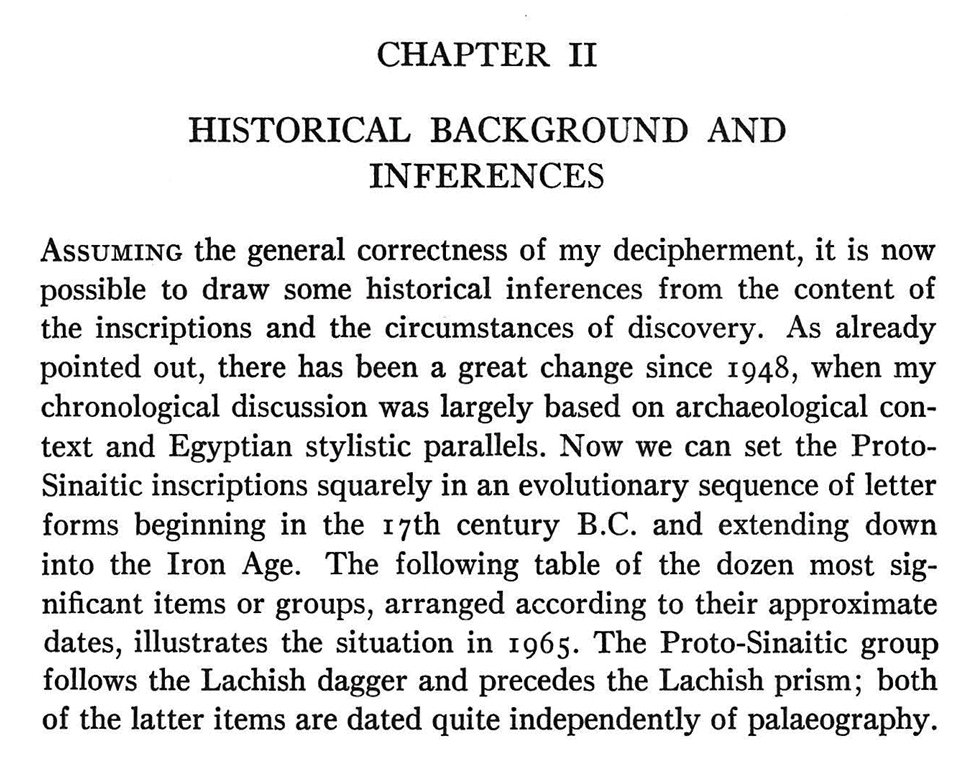 CHAPTER II
HISTORICAL BACKGROUND AND
INFERENCES
ASSUMING the general correctness of my decipherment, it is now
possible to draw some historical inferences from the content of
the inscriptions and the circumstances of discovery. As already
pointed out, there has been a great change since 1948, when my
chronological discussion was largely based on archaeological con-
text and Egyptian stylistic parallels. Now we can set the Proto-
Sinaitic inscriptions squarely in an evolutionary sequence of letter
forms beginning in the 17th century B.C. and extending down
into the Iron Age. The following table of the dozen most sig-
nificant items or groups, arranged according to their approximate
dates, illustrates the situation in 1965. The Proto-Sinaitic group
follows the Lachish dagger and precedes the Lachish prism; both
of the latter items are dated quite independently of palaeography.